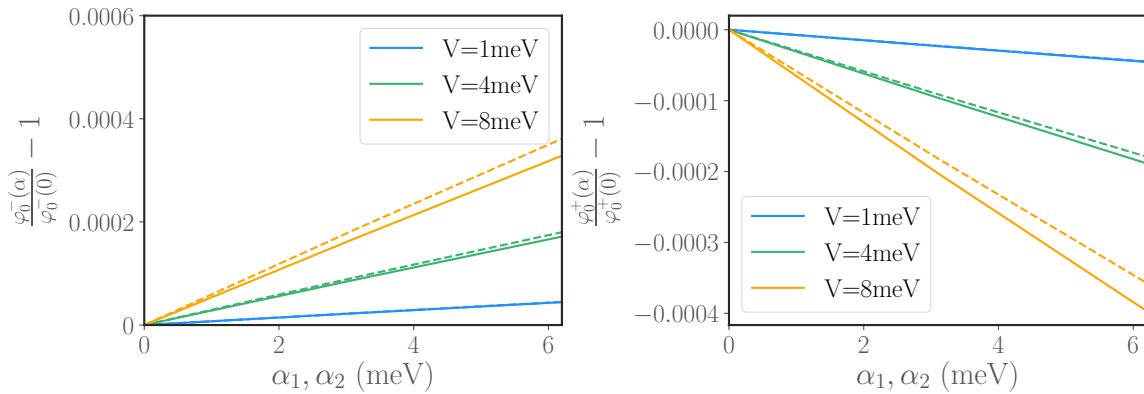 0.0006
0.0004
0.0002
0
φ₀⁻(α)/φ₀⁻(0) − 1
V=1meV
V=4meV
V=8meV
0
2
4
6
α₁, α₂ (meV)
0.0000
−0.0001
−0.0002
−0.0003
−0.0004
φ₀⁺(α)/φ₀⁺(0) − 1
V=1meV
V=4meV
V=8meV
0
2
4
6
α₁, α₂ (meV)